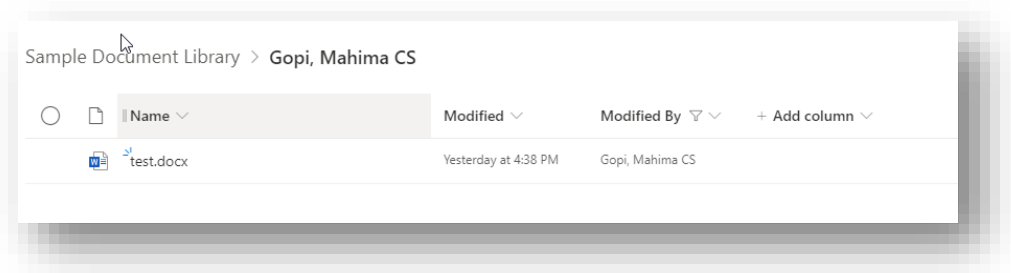 Sample Document Library > Gopi, Mahima CS
Name Modified Modified By + Add column
test.docx Yesterday at 4:38 PM Gopi, Mahima CS